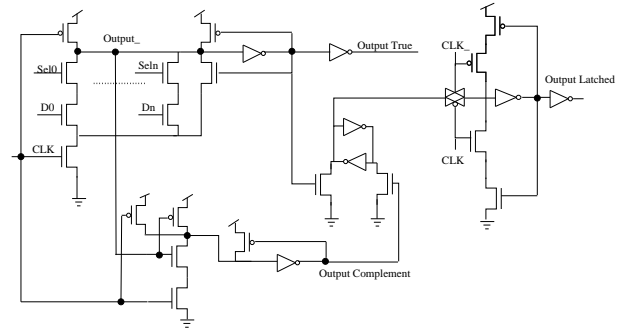 Output_
Output True
CLK_
Sel0
Seln
Output Latched
D0
Dn
CLK
CLK
Output Complement